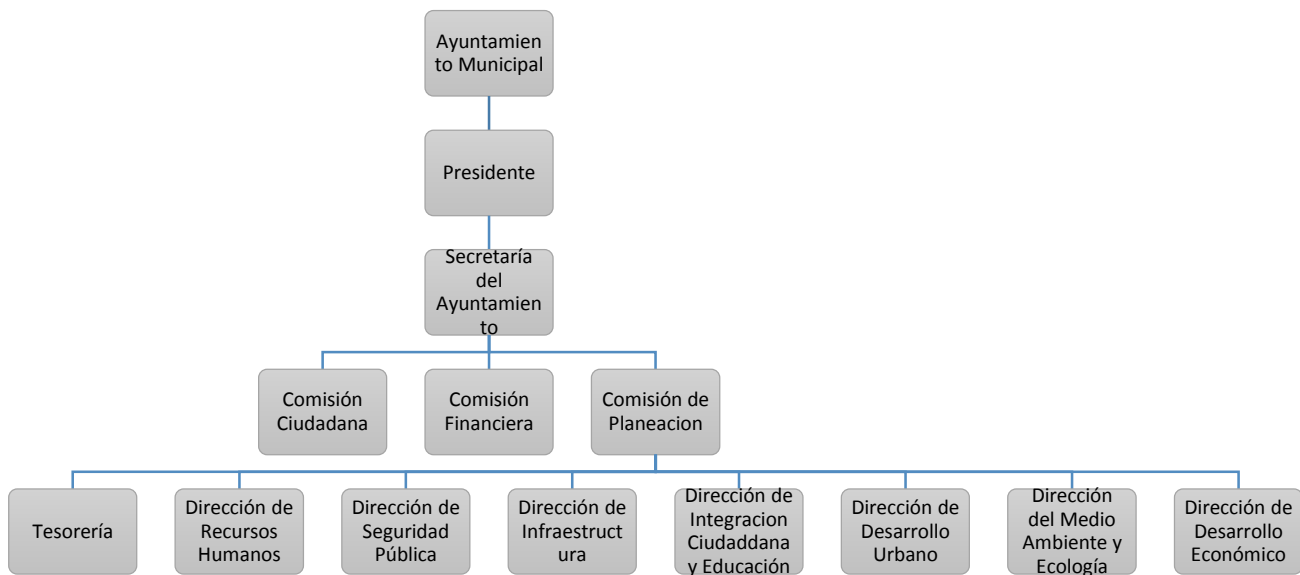 Ayuntamien
to Municipal
Presidente
Secretaría
del
Ayuntamien
to
Comisión
Ciudadana
Comisión
Financiera
Comisión de
Planeacion
Tesorería
Dirección de
Recursos
Humanos
Dirección de
Seguridad
Pública
Dirección de
Infraestruct
ura
Dirección de
Integracion
Ciudaddana
y Educación
Dirección de
Desarrollo
Urbano
Dirección
del Medio
Ambiente y
Ecología
Dirección de
Desarrollo
Económico